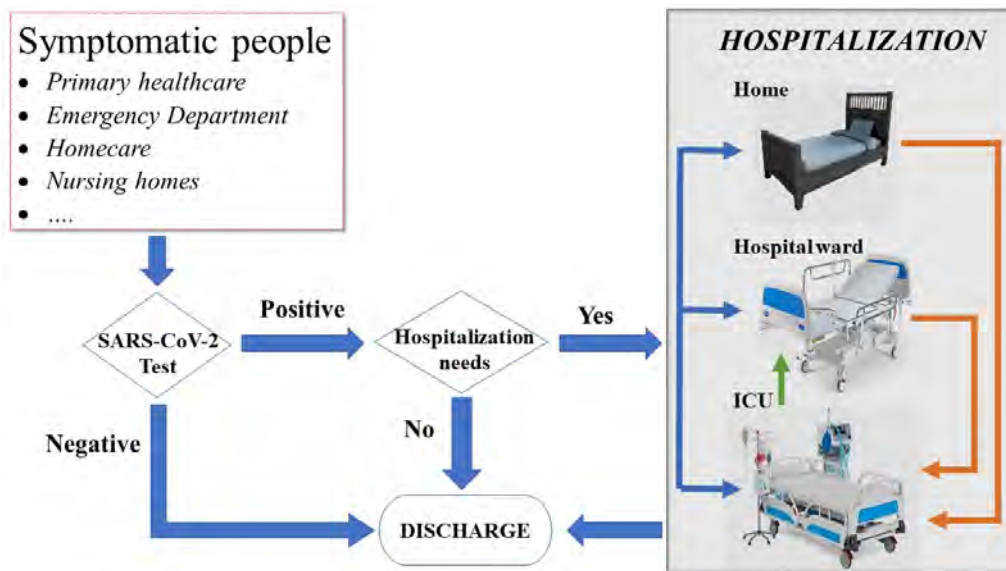 Symptomatic people
• Primary healthcare
• Emergency Department
• Homecare
• Nursing homes
• ....
SARS-CoV-2
Test
Positive
Negative
Hospitalization
needs
Yes
No
DISCHARGE
HOSPITALIZATION
Home
Hospital ward
ICU